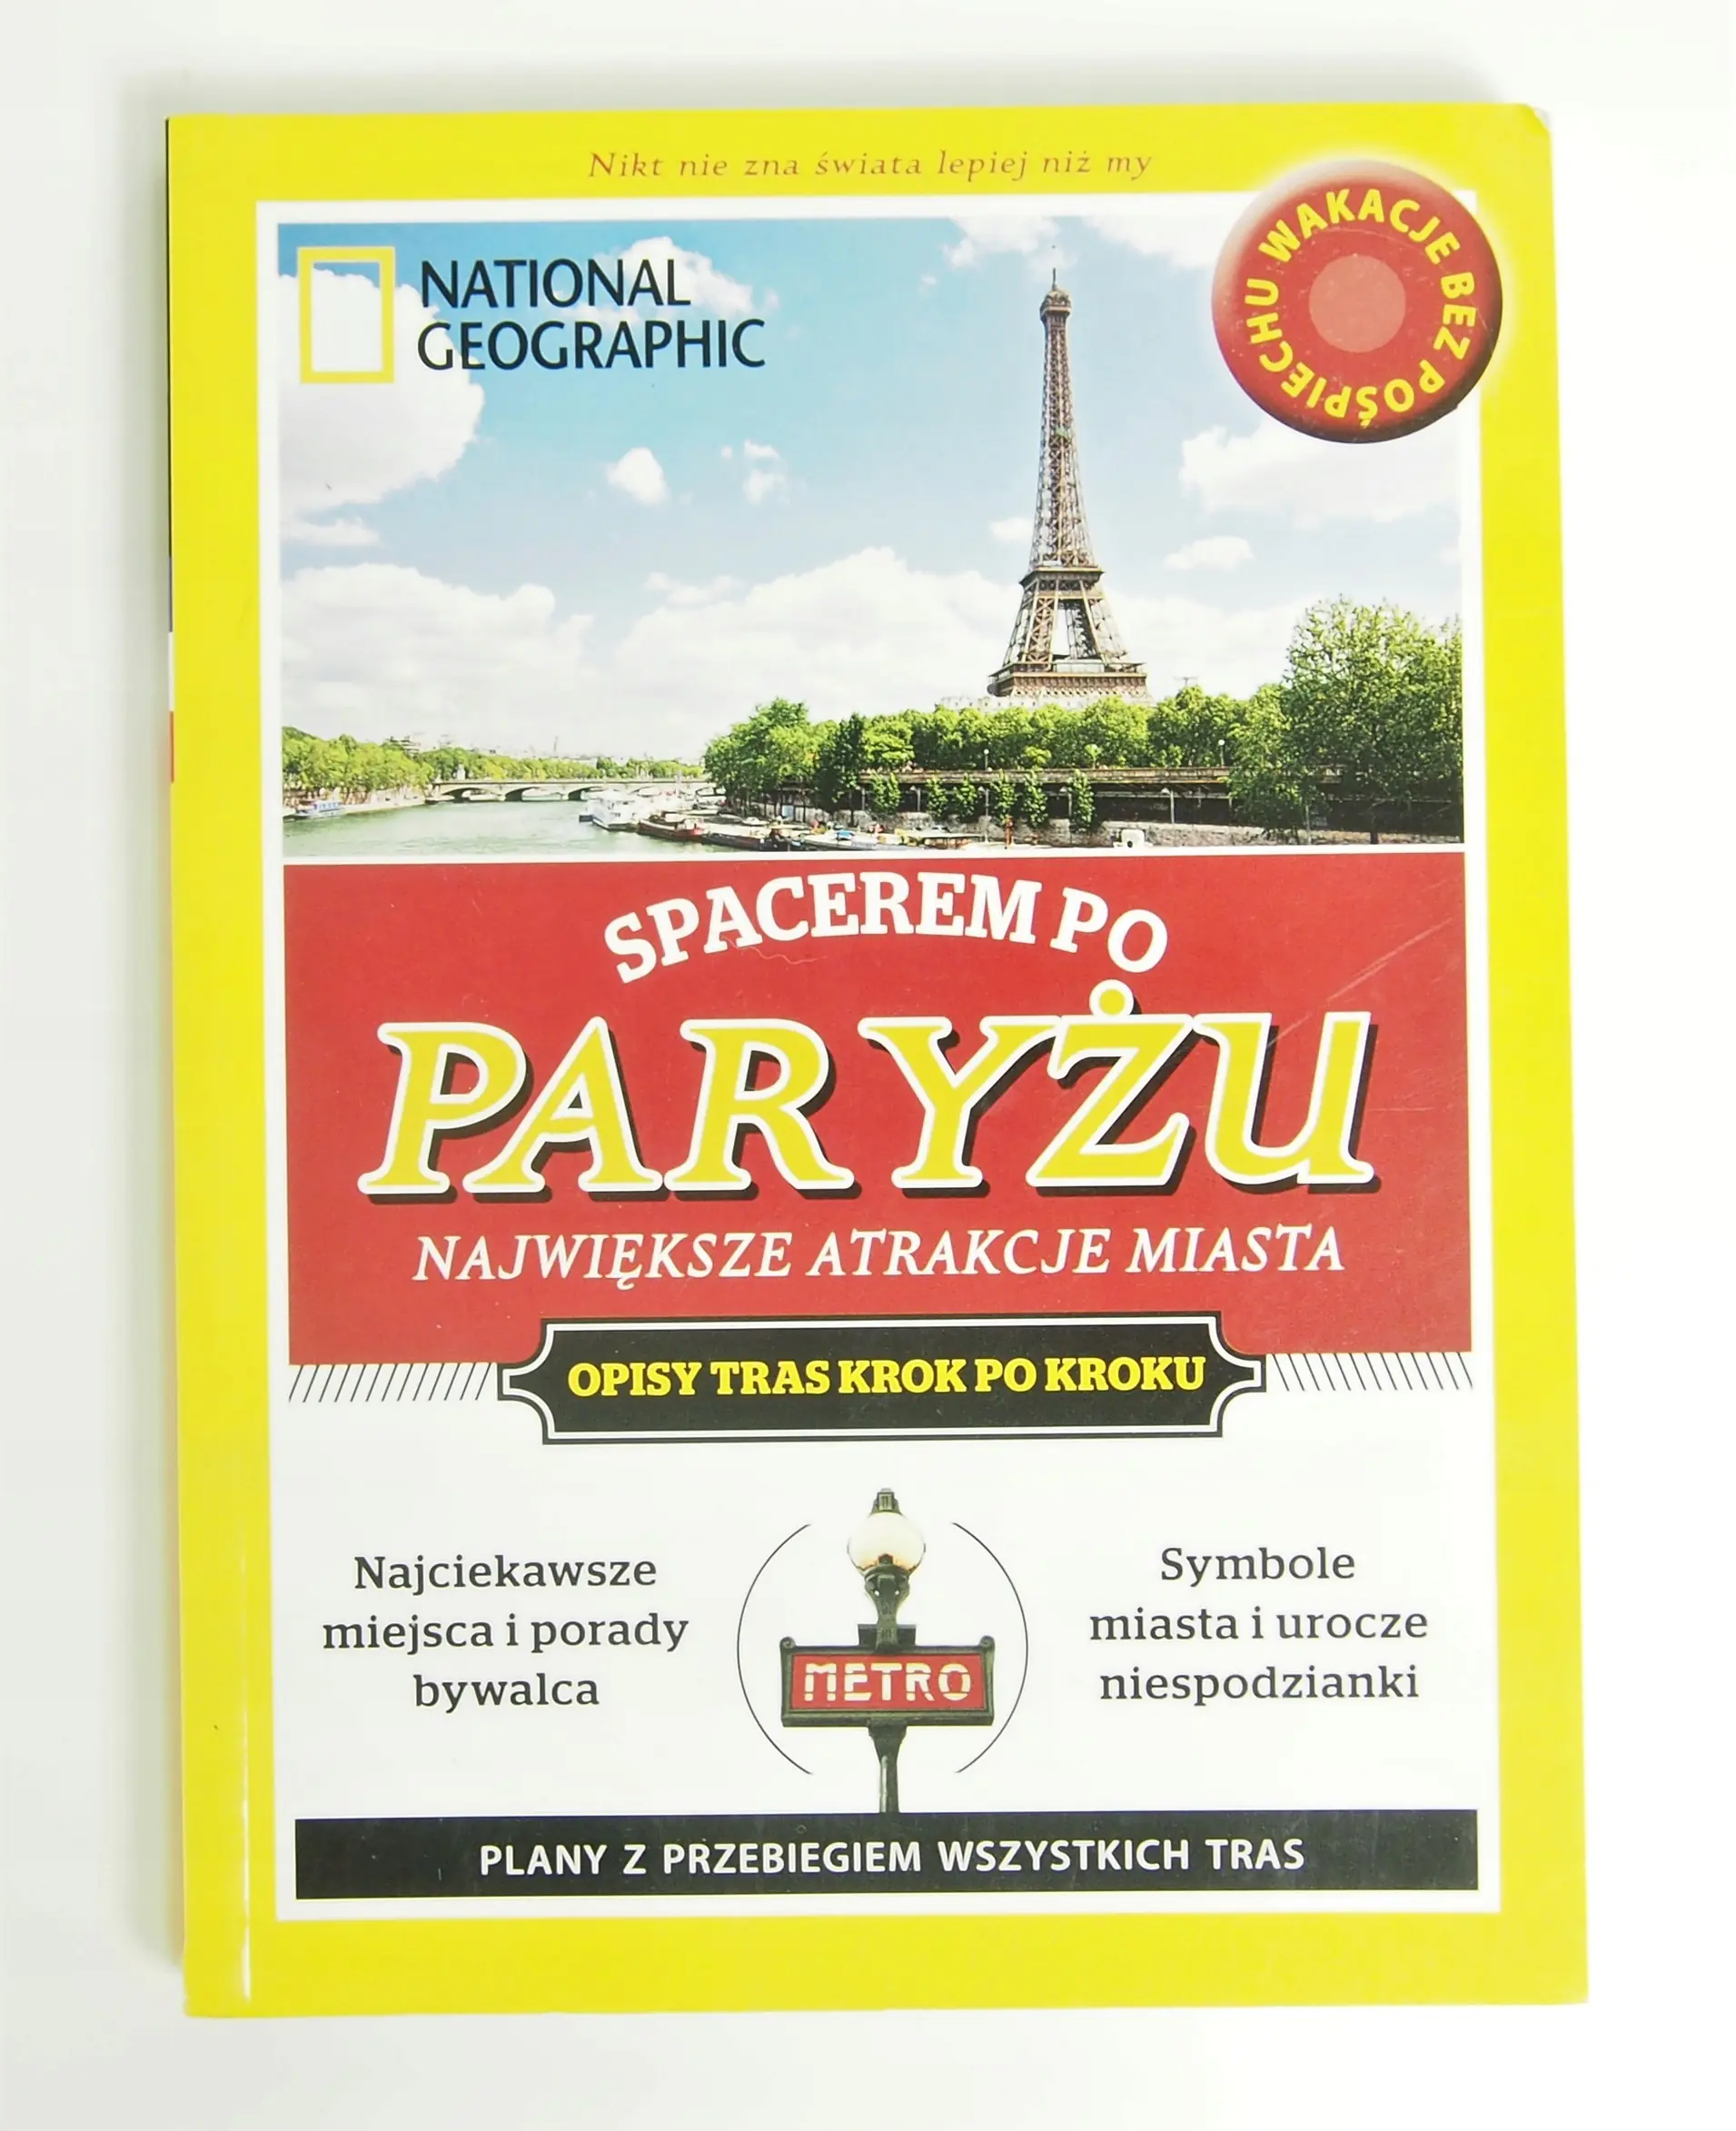 Nikt nie zna świata lepiej niż my
NATIONAL
GEOGRAPHIC
WAKACJE BEZ POŚPIECHU
SPACEREM PO
PARYŻU
NAJWIĘKSZE ATRAKCJE MIASTA
OPISY TRAS KROK PO KROKU
Najciekawsze
miejsca i porady
bywalca
METRO
Symbole
miasta i urocze
niespodzianki
PLANY Z PRZEBIEGIEM WSZYSTKICH TRAS